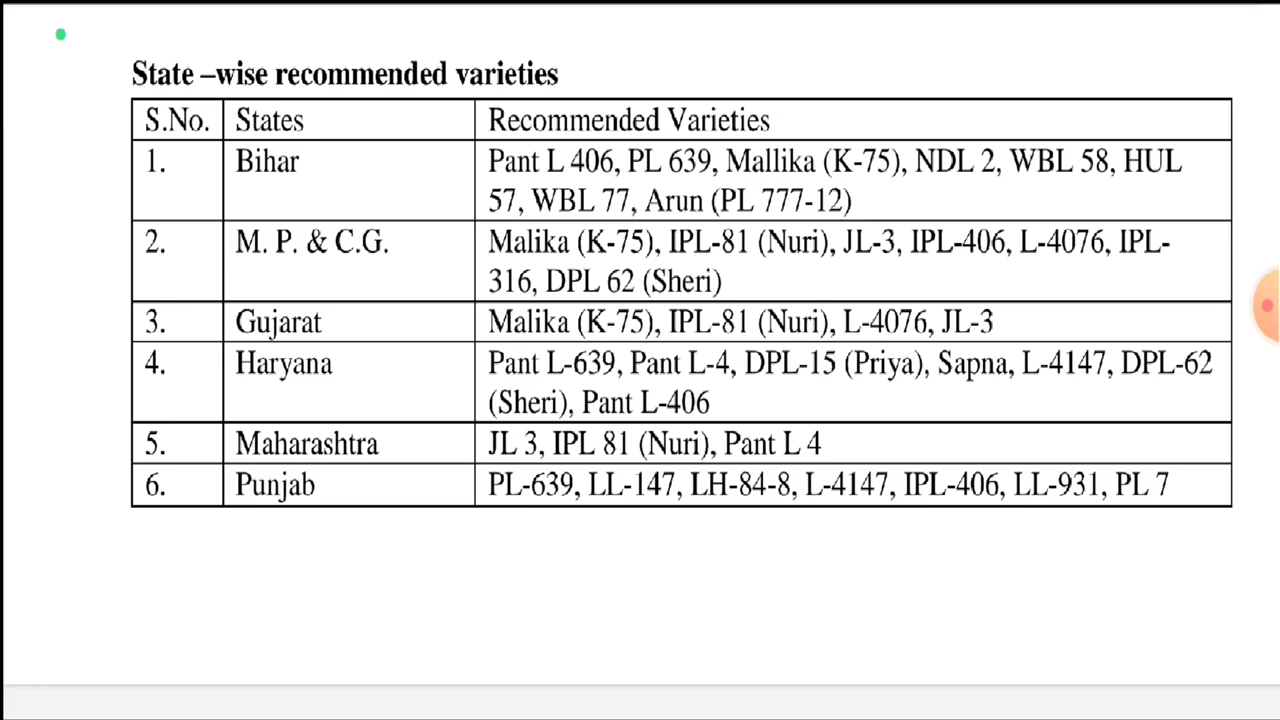 State –wise recommended varieties
S.No. States Recommended Varieties
1. Bihar Pant L 406, PL 639, Mallika (K-75), NDL 2, WBL 58, HUL
57, WBL 77, Arun (PL 777-12)
2. M. P. & C.G. Malika (K-75), IPL-81 (Nuri), JL-3, IPL-406, L-4076, IPL-
316, DPL 62 (Sheri)
3. Gujarat Malika (K-75), IPL-81 (Nuri), L-4076, JL-3
4. Haryana Pant L-639, Pant L-4, DPL-15 (Priya), Sapna, L-4147, DPL-62
(Sheri), Pant L-406
5. Maharashtra JL 3, IPL 81 (Nuri), Pant L 4
6. Punjab PL-639, LL-147, LH-84-8, L-4147, IPL-406, LL-931, PL 7